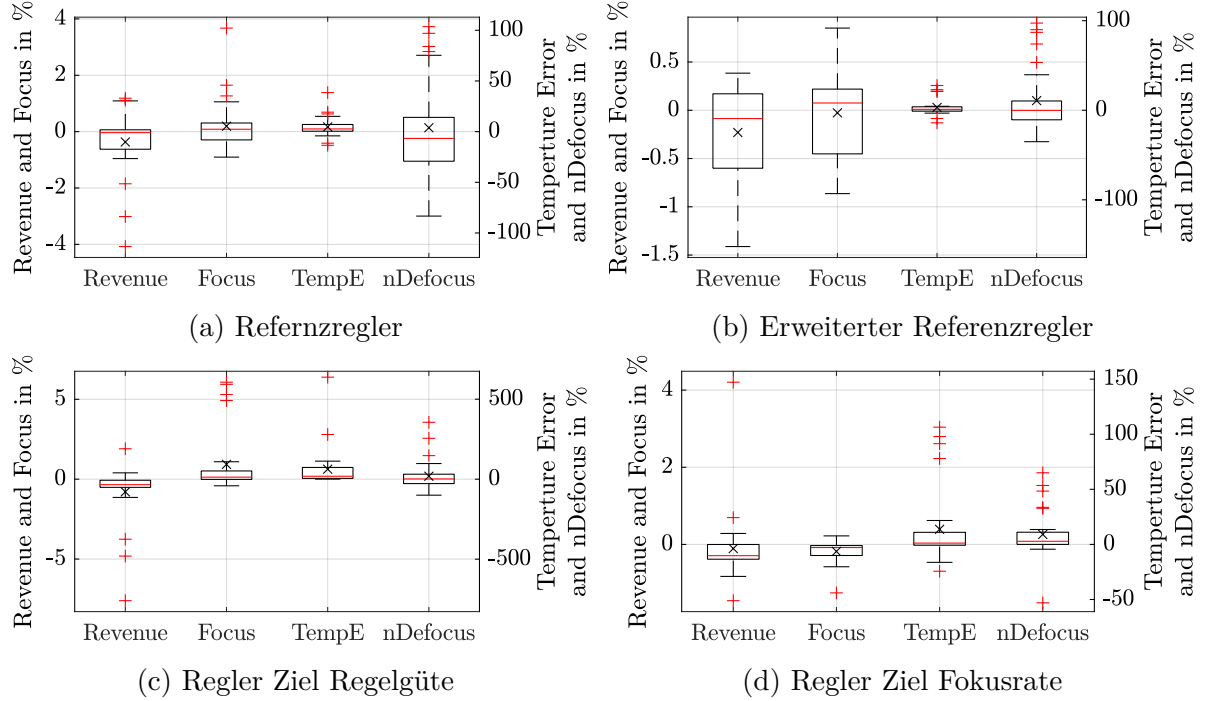 Revenue and Focus in %
4
2
0
-2
-4
100
50
0
-50
-100
Temperture Error
and nDefocus in %
Revenue Focus TempE nDefocus
(a) Refernzregler
Revenue and Focus in %
0.5
0
-0.5
-1
-1.5
100
0
-100
Temperture Error
and nDefocus in %
Revenue Focus TempE nDefocus
(b) Erweiterter Referenzregler
Revenue and Focus in %
5
0
-5
500
0
-500
Temperture Error
and nDefocus in %
Revenue Focus TempE nDefocus
(c) Regler Ziel Regelgüte
Revenue and Focus in %
4
2
0
150
100
50
0
-50
Temperture Error
and nDefocus in %
Revenue Focus TempE nDefocus
(d) Regler Ziel Fokusrate